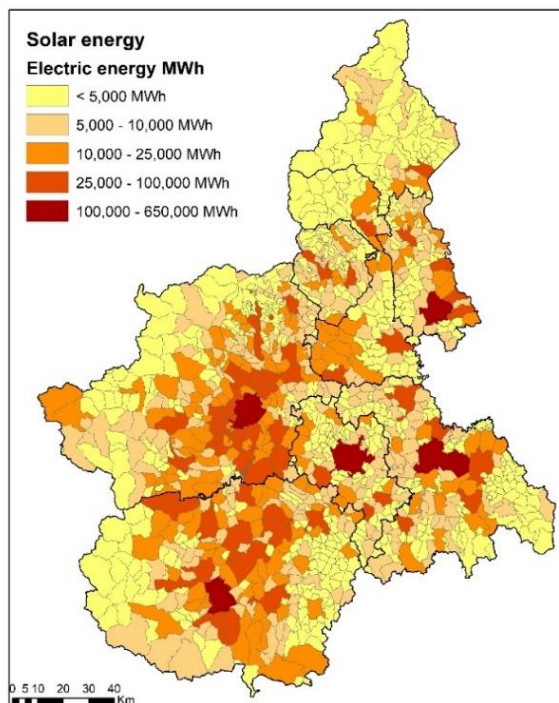 Solar energy
Electric energy MWh
< 5,000 MWh
5,000 - 10,000 MWh
10,000 - 25,000 MWh
25,000 - 100,000 MWh
100,000 - 650,000 MWh
0 5 10 20 30 40
Km